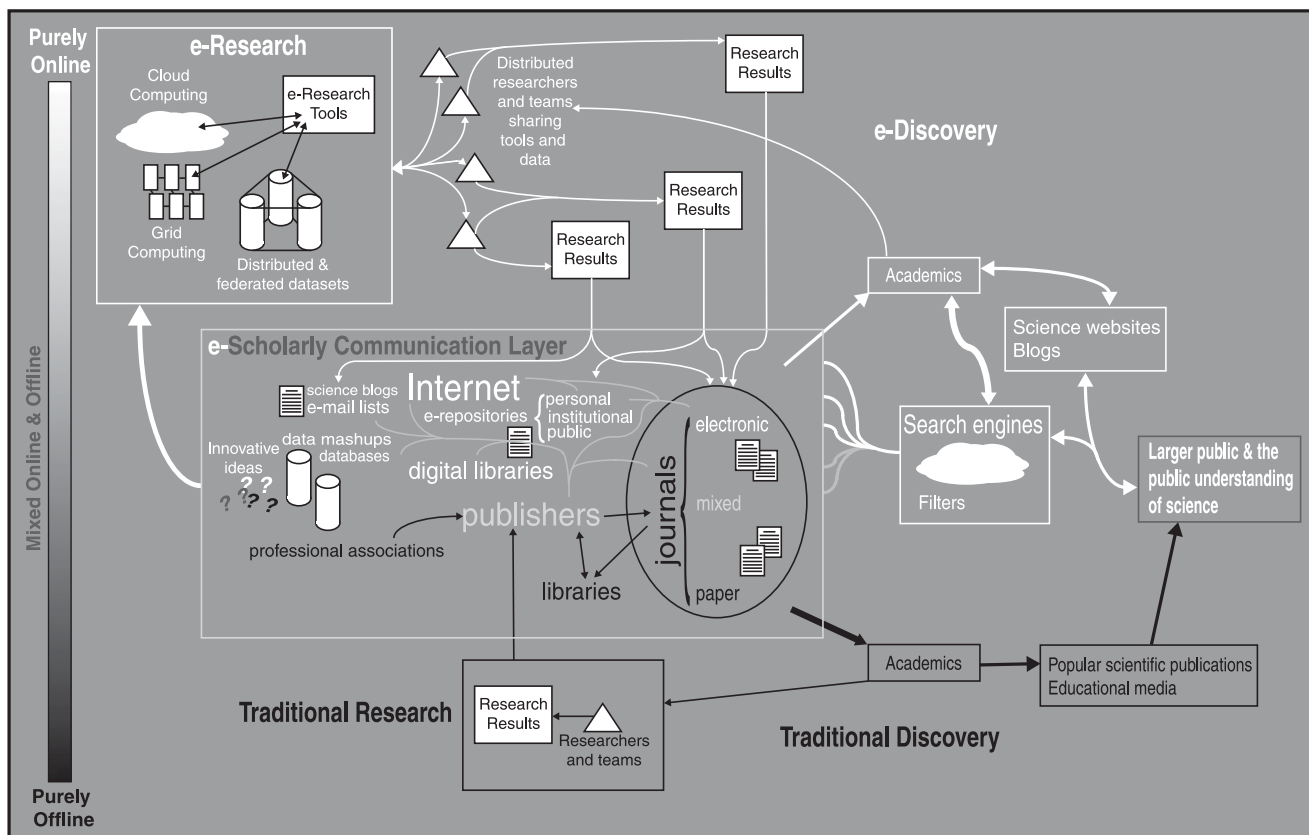 Purely
Online
Mixed Online & Offline
Purely
Offline
e-Research
Cloud
Computing
e-Research
Tools
Grid
Computing
Distributed &
federated datasets
Distributed
researchers
and teams
sharing
tools and
data
Research
Results
Research
Results
Research
Results
e-Discovery
Academics
Science websites
Blogs
Search engines
Filters
Larger public & the
public understanding
of science
e-Scholarly Communication Layer
science blogs
e-mail lists
Internet
e-repositories
personal
institutional
public
Innovative
ideas
? ?
? ? ? ?
data mashups
databases
digital libraries
publishers
professional associations
libraries
journals
electronic
mixed
paper
Traditional Research
Research
Results
Researchers
and teams
Academics
Popular scientific publications
Educational media
Traditional Discovery